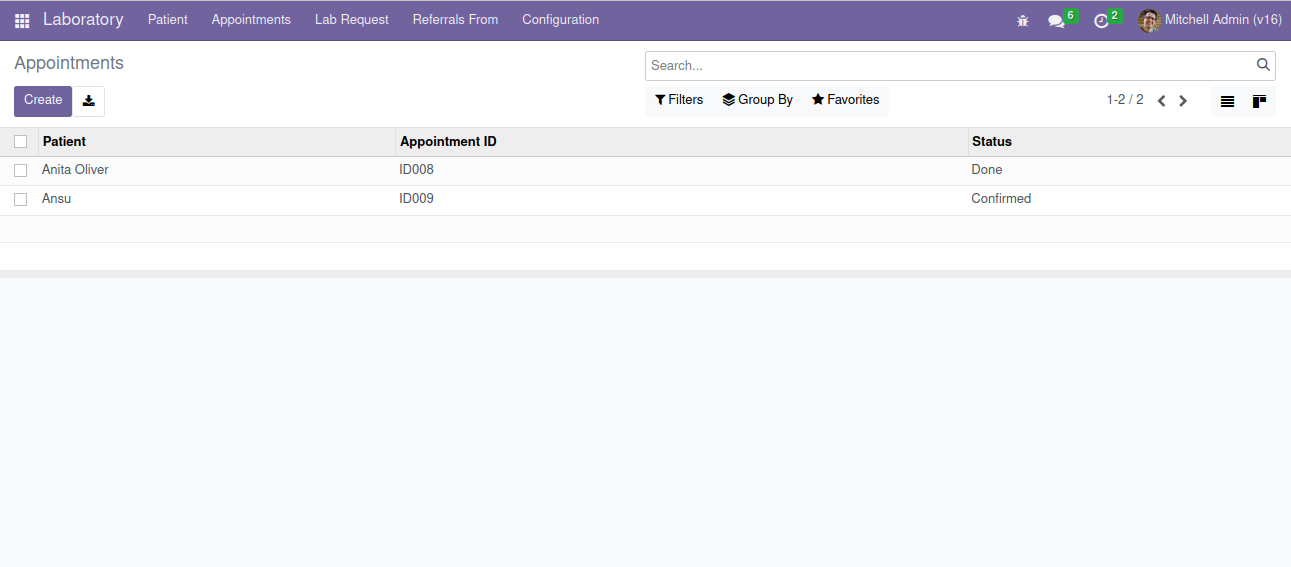 Laboratory Patient Appointments Lab Request Referrals From Configuration 6 2 Mitchell Admin (v16)
Appointments Search...
Create Filters Group By Favorites 1-2 / 2
Patient Appointment ID Status
Anita Oliver ID008 Done
Ansu ID009 Confirmed